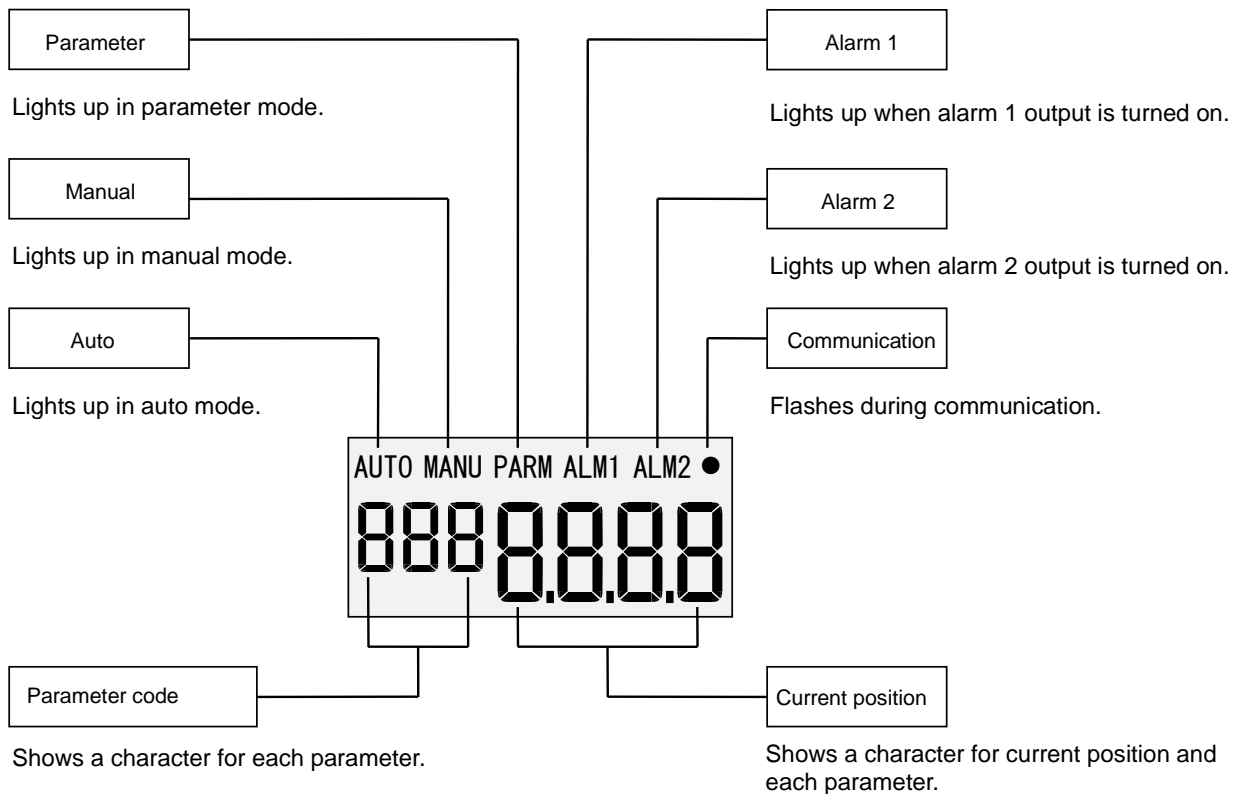 Parameter
Lights up in parameter mode.
Manual
Lights up in manual mode.
Auto
Lights up in auto mode.
Alarm 1
Lights up when alarm 1 output is turned on.
Alarm 2
Lights up when alarm 2 output is turned on.
Communication
Flashes during communication.
AUTO MANU PARM ALM1 ALM2 ●
888 8.8.8.8
Parameter code
Shows a character for each parameter.
Current position
Shows a character for current position and
each parameter.